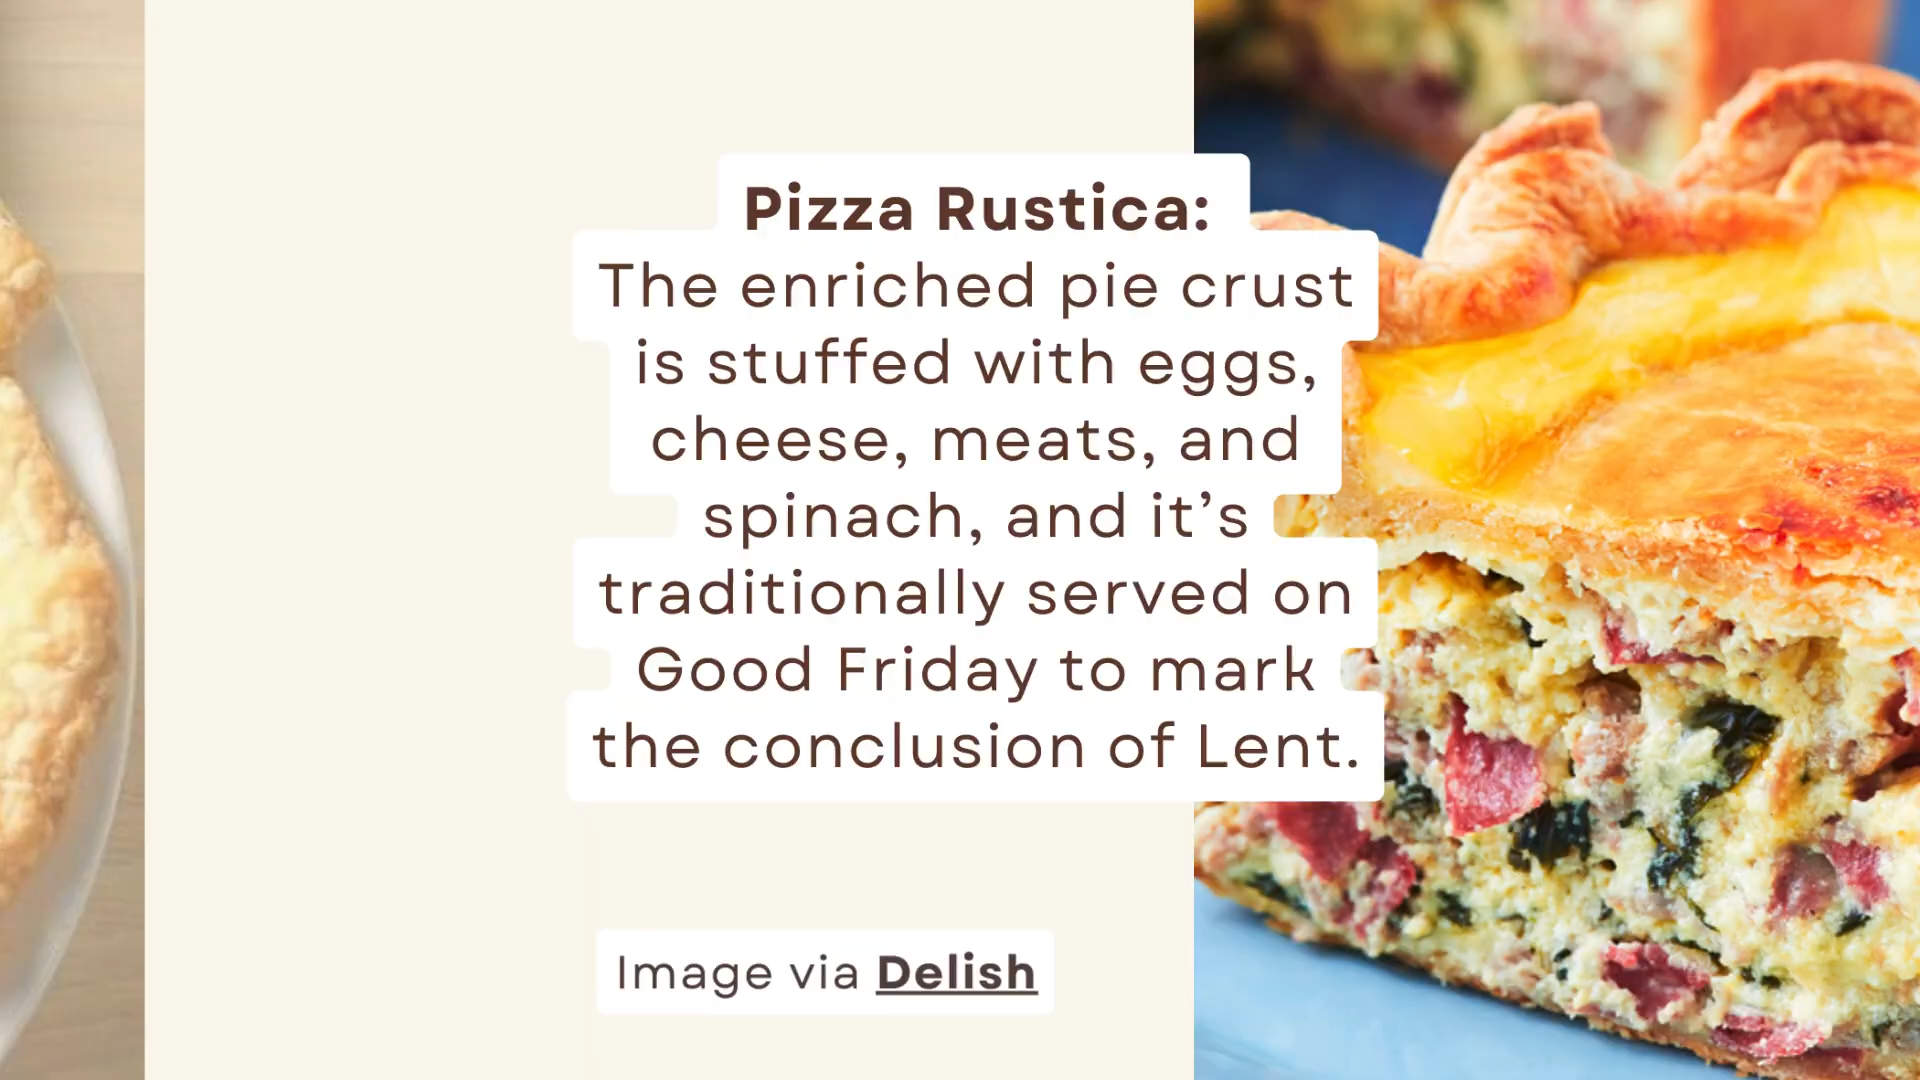 Pizza Rustica:
The enriched pie crust
is stuffed with eggs,
cheese, meats, and
spinach, and it’s
traditionally served on
Good Friday to mark
the conclusion of Lent.
Image via Delish